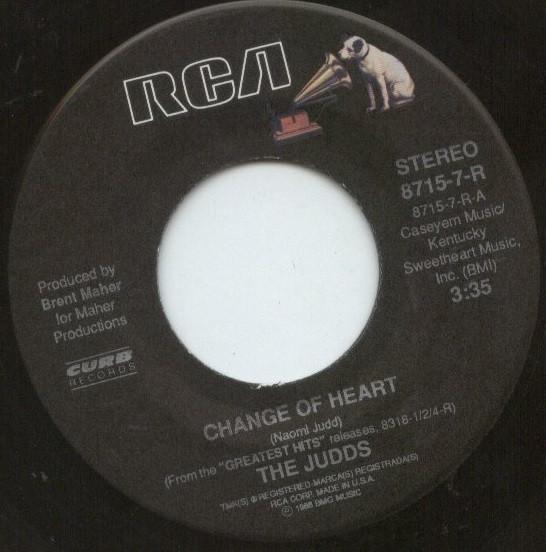 RCA
STEREO
8715-7-R
8715-7-R-A
Caseyem Music/
Kentucky
Sweetheart Music,
Inc. (BMI)
3:35
Produced by
Brent Maher
for Maher
Productions
CURB
RECORDS
CHANGE OF HEART
(Naomi Judd)
(From the "GREATEST HITS" releases, 8318-1/2/4-R)
THE JUDDS
TMK(S) ® REGISTERED•MARCA(S) REGISTRADA(S)
RCA CORP. MADE IN U.S.A.
℗ 1988 BMG MUSIC